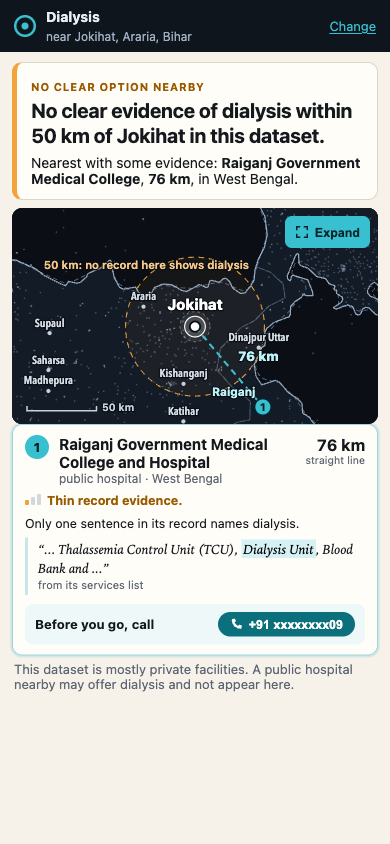 Dialysis
near Jokihat, Araria, Bihar
Change
NO CLEAR OPTION NEARBY
No clear evidence of dialysis within
50 km of Jokihat in this dataset.
Nearest with some evidence: Raiganj Government
Medical College, 76 km, in West Bengal.
Expand
50 km: no record here shows dialysis
Araria
Jokihat
Supaul
Dinajpur Uttar
76 km
Saharsa
Kishanganj
Madhepura
Raiganj
1
50 km
Katihar
1
Raiganj Government Medical
College and Hospital
76 km
straight line
public hospital · West Bengal
Thin record evidence.
Only one sentence in its record names dialysis.
“… Thalassemia Control Unit (TCU), Dialysis Unit, Blood
Bank and …”
from its services list
Before you go, call
+91 xxxxxxxx09
This dataset is mostly private facilities. A public hospital
nearby may offer dialysis and not appear here.